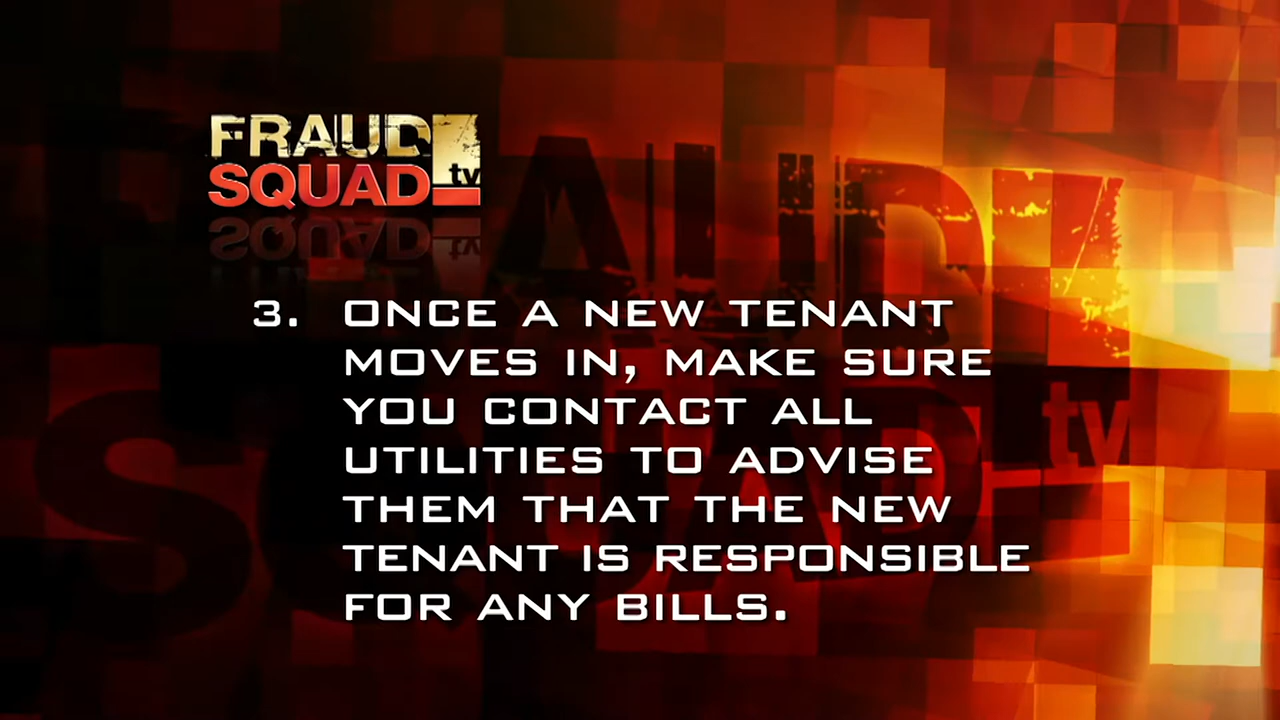 FRAUD
SQUAD tv
3. ONCE A NEW TENANT
MOVES IN, MAKE SURE
YOU CONTACT ALL
UTILITIES TO ADVISE
THEM THAT THE NEW
TENANT IS RESPONSIBLE
FOR ANY BILLS.